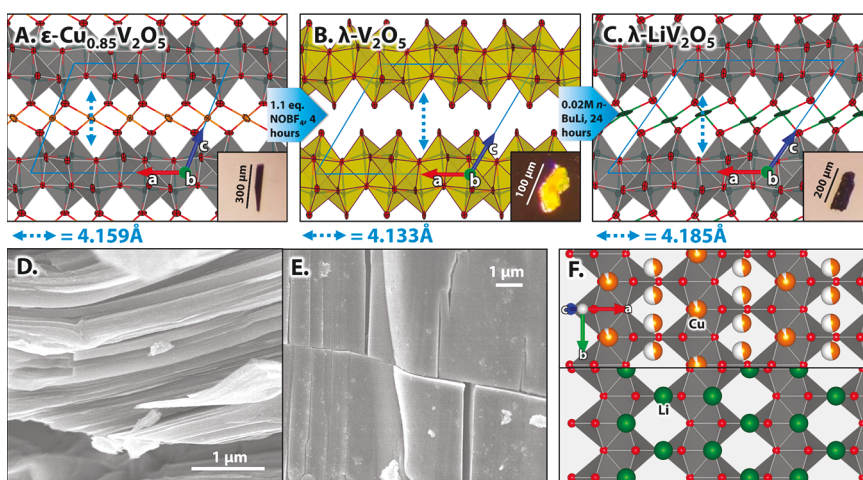 A. ε-Cu0.85V2O5
B. λ-V2O5
C. λ-LiV2O5
1.1 eq.
NOBF4, 4
hours
0.02M n-
BuLi, 24
hours
c
a
b
300 µm
c
a
b
100 µm
c
a
b
200 µm
= 4.159Å
= 4.133Å
= 4.185Å
D.
1 µm
E.
1 µm
F.
Cu
c
a
b
Li